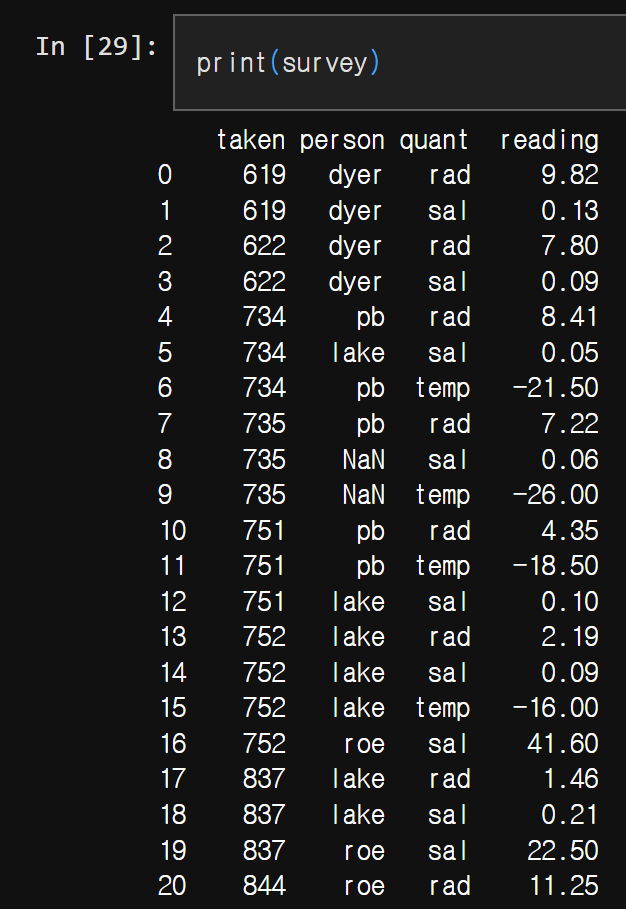 In [29]: print(survey)
taken person quant reading
0 619 dyer rad 9.82
1 619 dyer sal 0.13
2 622 dyer rad 7.80
3 622 dyer sal 0.09
4 734 pb rad 8.41
5 734 lake sal 0.05
6 734 pb temp -21.50
7 735 pb rad 7.22
8 735 NaN sal 0.06
9 735 NaN temp -26.00
10 751 pb rad 4.35
11 751 pb temp -18.50
12 751 lake sal 0.10
13 752 lake rad 2.19
14 752 lake sal 0.09
15 752 lake temp -16.00
16 752 roe sal 41.60
17 837 lake rad 1.46
18 837 lake sal 0.21
19 837 roe sal 22.50
20 844 roe rad 11.25